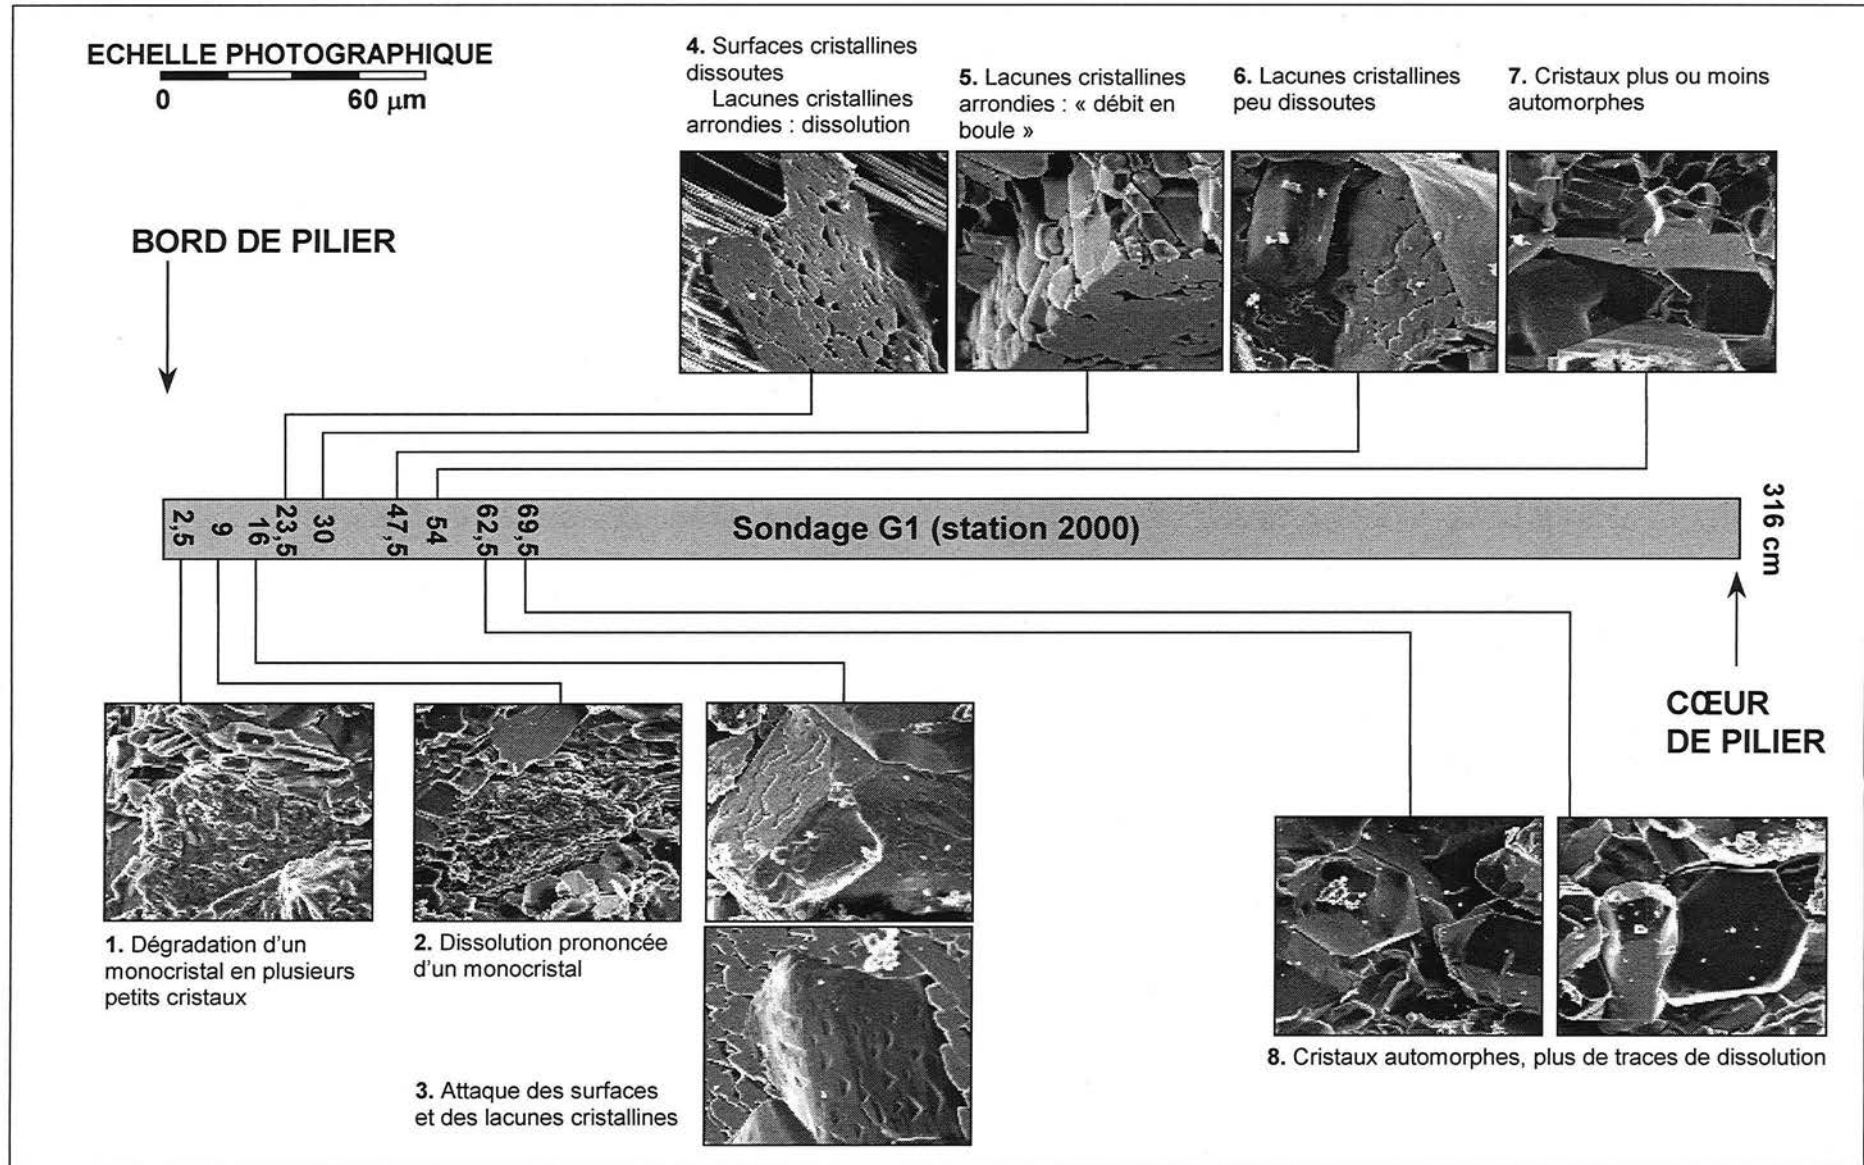 ECHELLE PHOTOGRAPHIQUE
0 60 µm
4. Surfaces cristallines
dissoutes
Lacunes cristallines
arrondies : dissolution
5. Lacunes cristallines
arrondies : « débit en
boule »
6. Lacunes cristallines
peu dissoutes
7. Cristaux plus ou moins
automorphes
BORD DE PILIER
2,5
9
16
23,5
30
47,5
54
62,5
69,5
Sondage G1 (station 2000)
316 cm
CŒUR
DE PILIER
1. Dégradation d'un
monocristal en plusieurs
petits cristaux
2. Dissolution prononcée
d'un monocristal
3. Attaque des surfaces
et des lacunes cristallines
8. Cristaux automorphes, plus de traces de dissolution